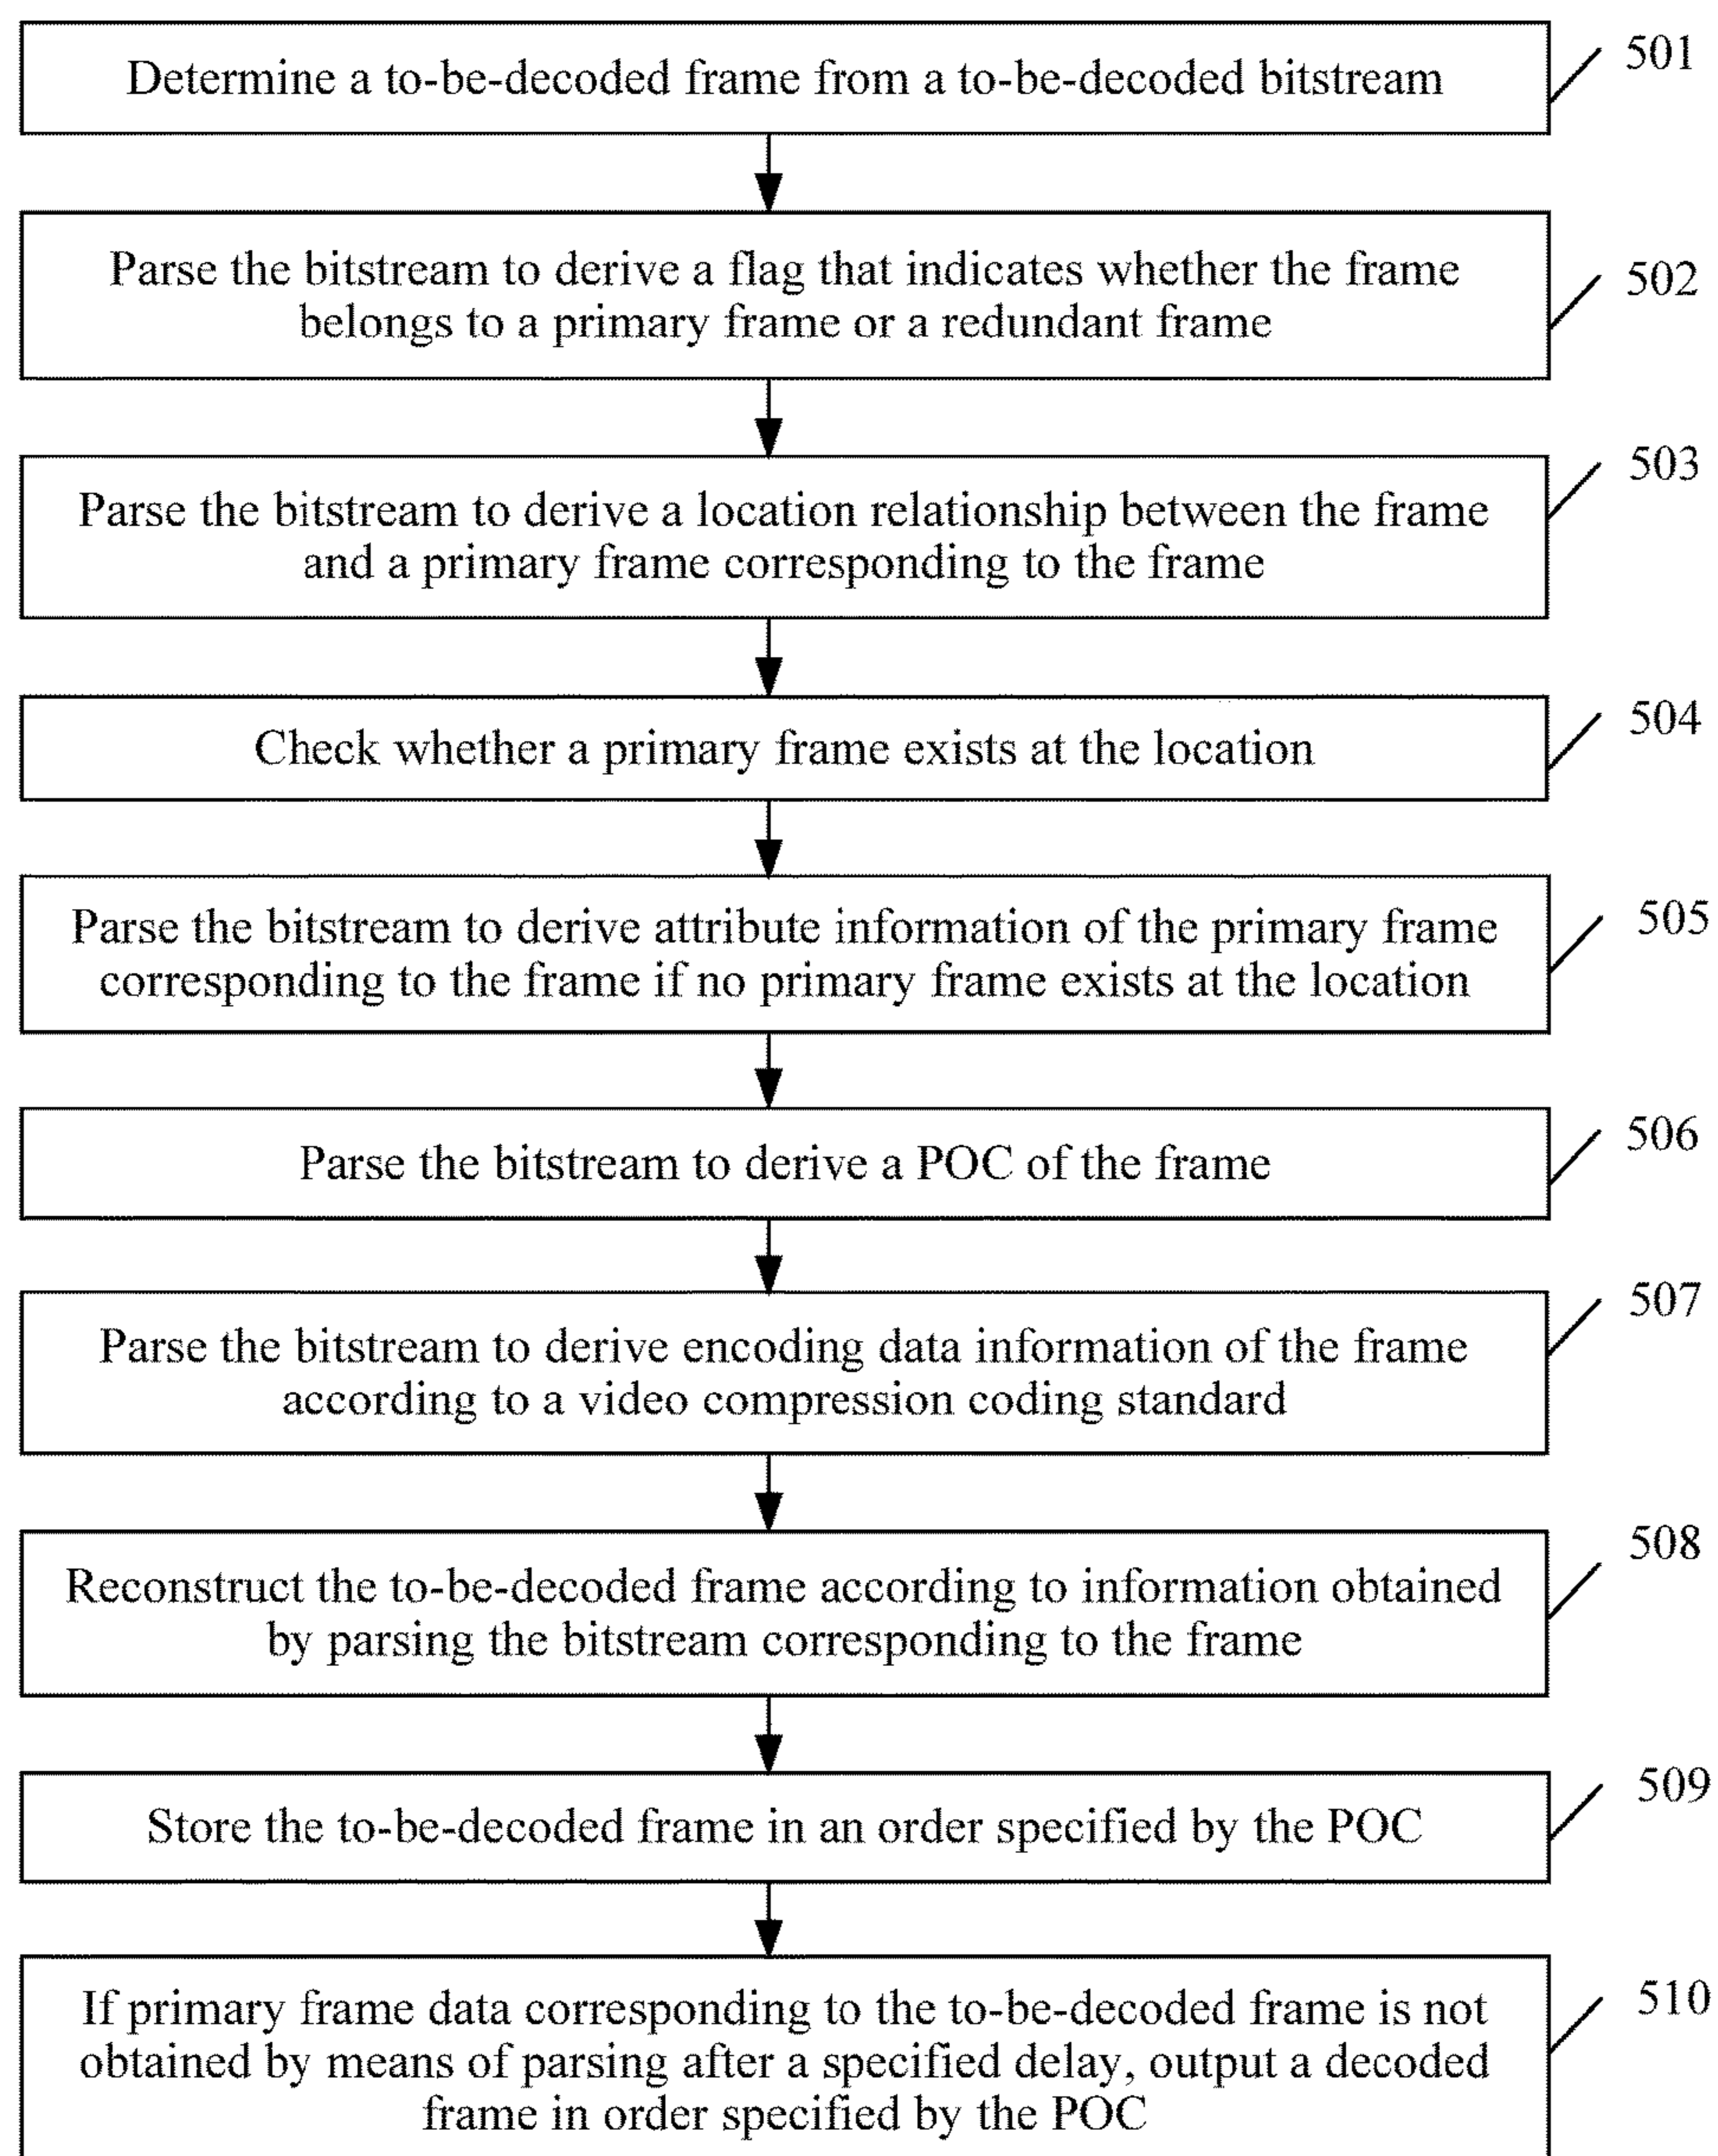 Determine a to-be-decoded frame from a to-be-decoded bitstream
501
Parse the bitstream to derive a flag that indicates whether the frame
belongs to a primary frame or a redundant frame
502
Parse the bitstream to derive a location relationship between the frame
and a primary frame corresponding to the frame
503
Check whether a primary frame exists at the location
504
Parse the bitstream to derive attribute information of the primary frame
corresponding to the frame if no primary frame exists at the location
505
Parse the bitstream to derive a POC of the frame
506
Parse the bitstream to derive encoding data information of the frame
according to a video compression coding standard
507
Reconstruct the to-be-decoded frame according to information obtained
by parsing the bitstream corresponding to the frame
508
Store the to-be-decoded frame in an order specified by the POC
509
If primary frame data corresponding to the to-be-decoded frame is not
obtained by means of parsing after a specified delay, output a decoded
frame in order specified by the POC
510